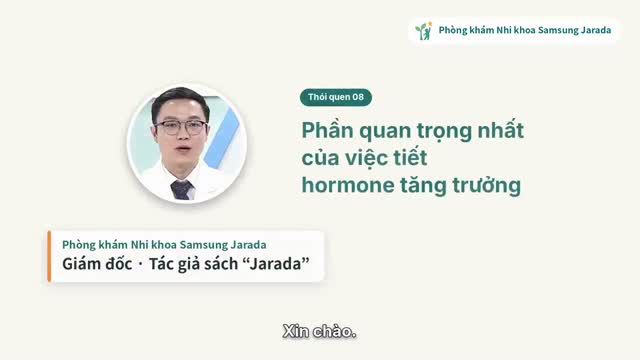 Phòng khám Nhi khoa Samsung Jarada
Thói quen 08
Phần quan trọng nhất
của việc tiết
hormone tăng trưởng
Phòng khám Nhi khoa Samsung Jarada
Giám đốc · Tác giả sách “Jarada”
Xin chào.